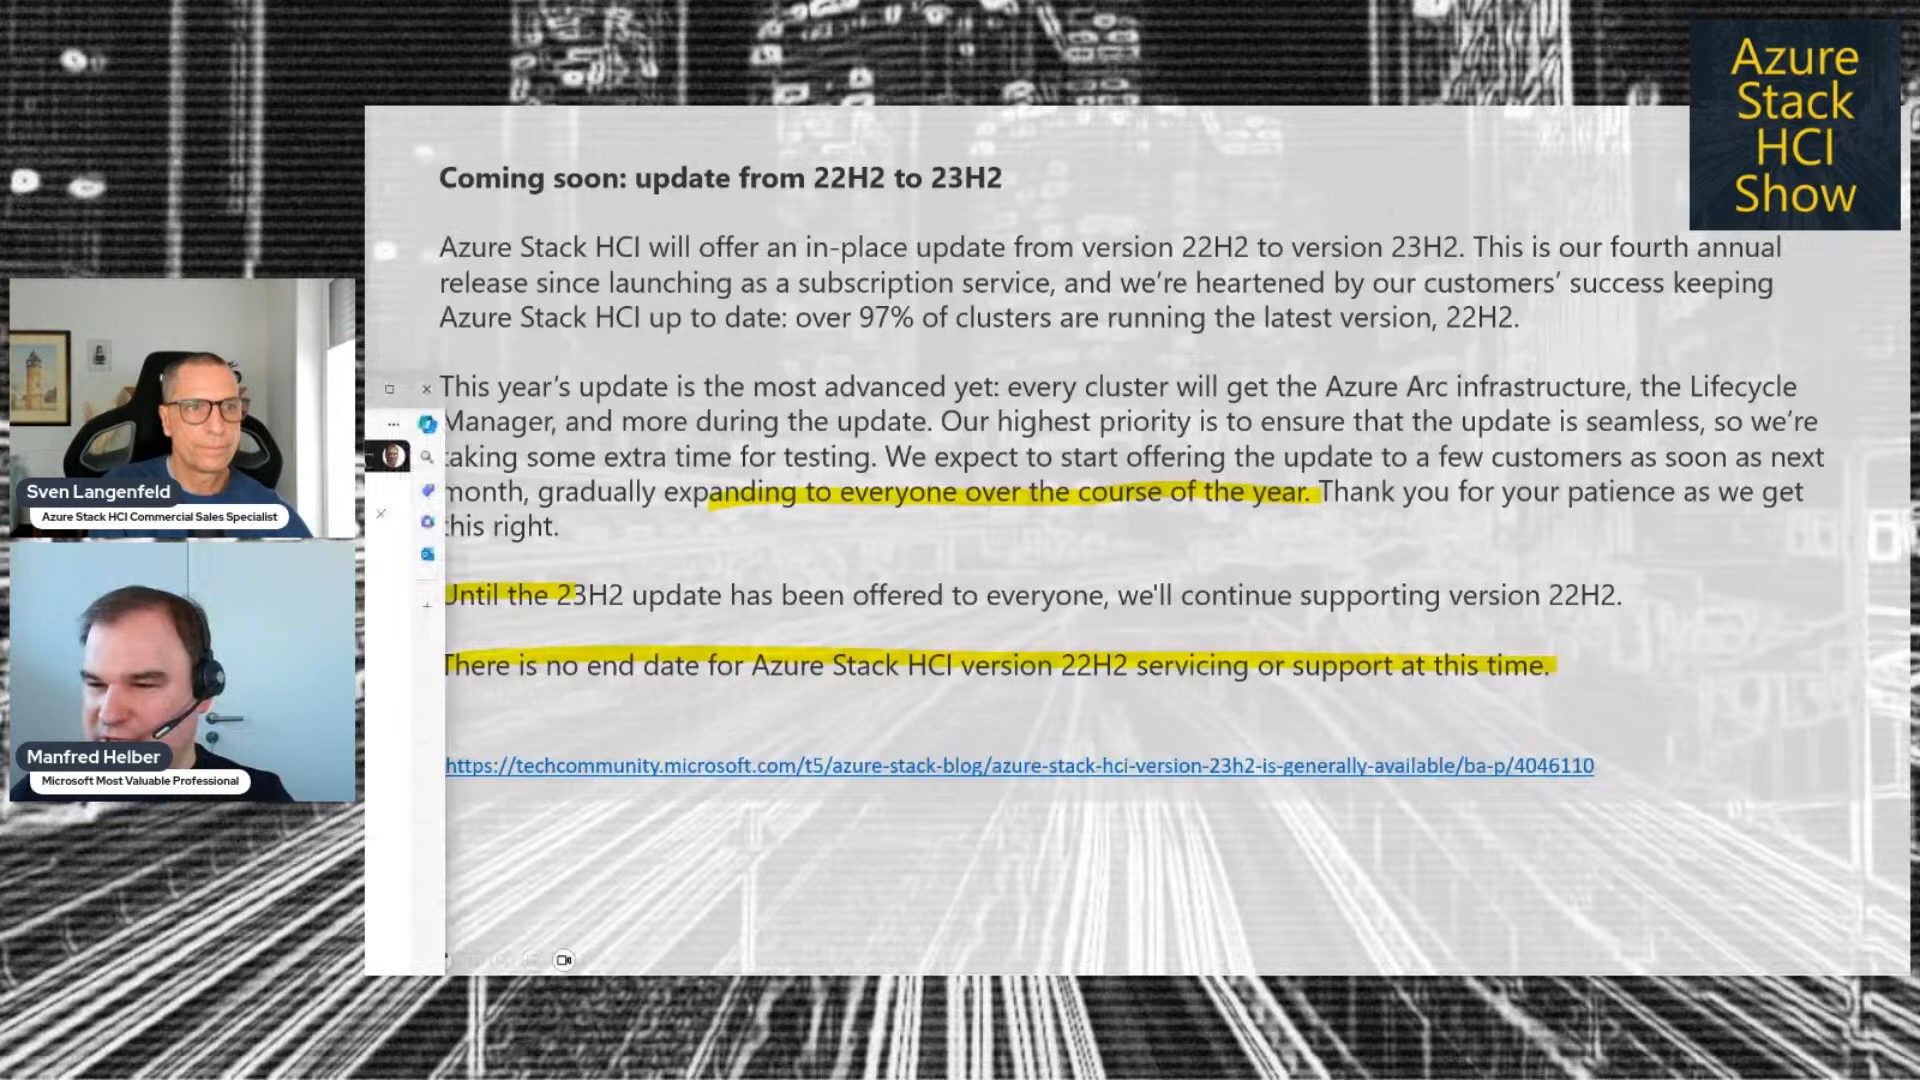 Azure
Stack
HCI
Show
Coming soon: update from 22H2 to 23H2
Azure Stack HCI will offer an in-place update from version 22H2 to version 23H2. This is our fourth annual
release since launching as a subscription service, and we're heartened by our customers' success keeping
Azure Stack HCI up to date: over 97% of clusters are running the latest version, 22H2.
This year's update is the most advanced yet: every cluster will get the Azure Arc infrastructure, the Lifecycle
Manager, and more during the update. Our highest priority is to ensure that the update is seamless, so we're
taking some extra time for testing. We expect to start offering the update to a few customers as soon as next
month, gradually expanding to everyone over the course of the year. Thank you for your patience as we get
this right.
Until the 23H2 update has been offered to everyone, we'll continue supporting version 22H2.
There is no end date for Azure Stack HCI version 22H2 servicing or support at this time.
https://techcommunity.microsoft.com/t5/azure-stack-blog/azure-stack-hci-version-23h2-is-generally-available/ba-p/4046110
Sven Langenfeld
Azure Stack HCI Commercial Sales Specialist
Manfred Helber
Microsoft Most Valuable Professional